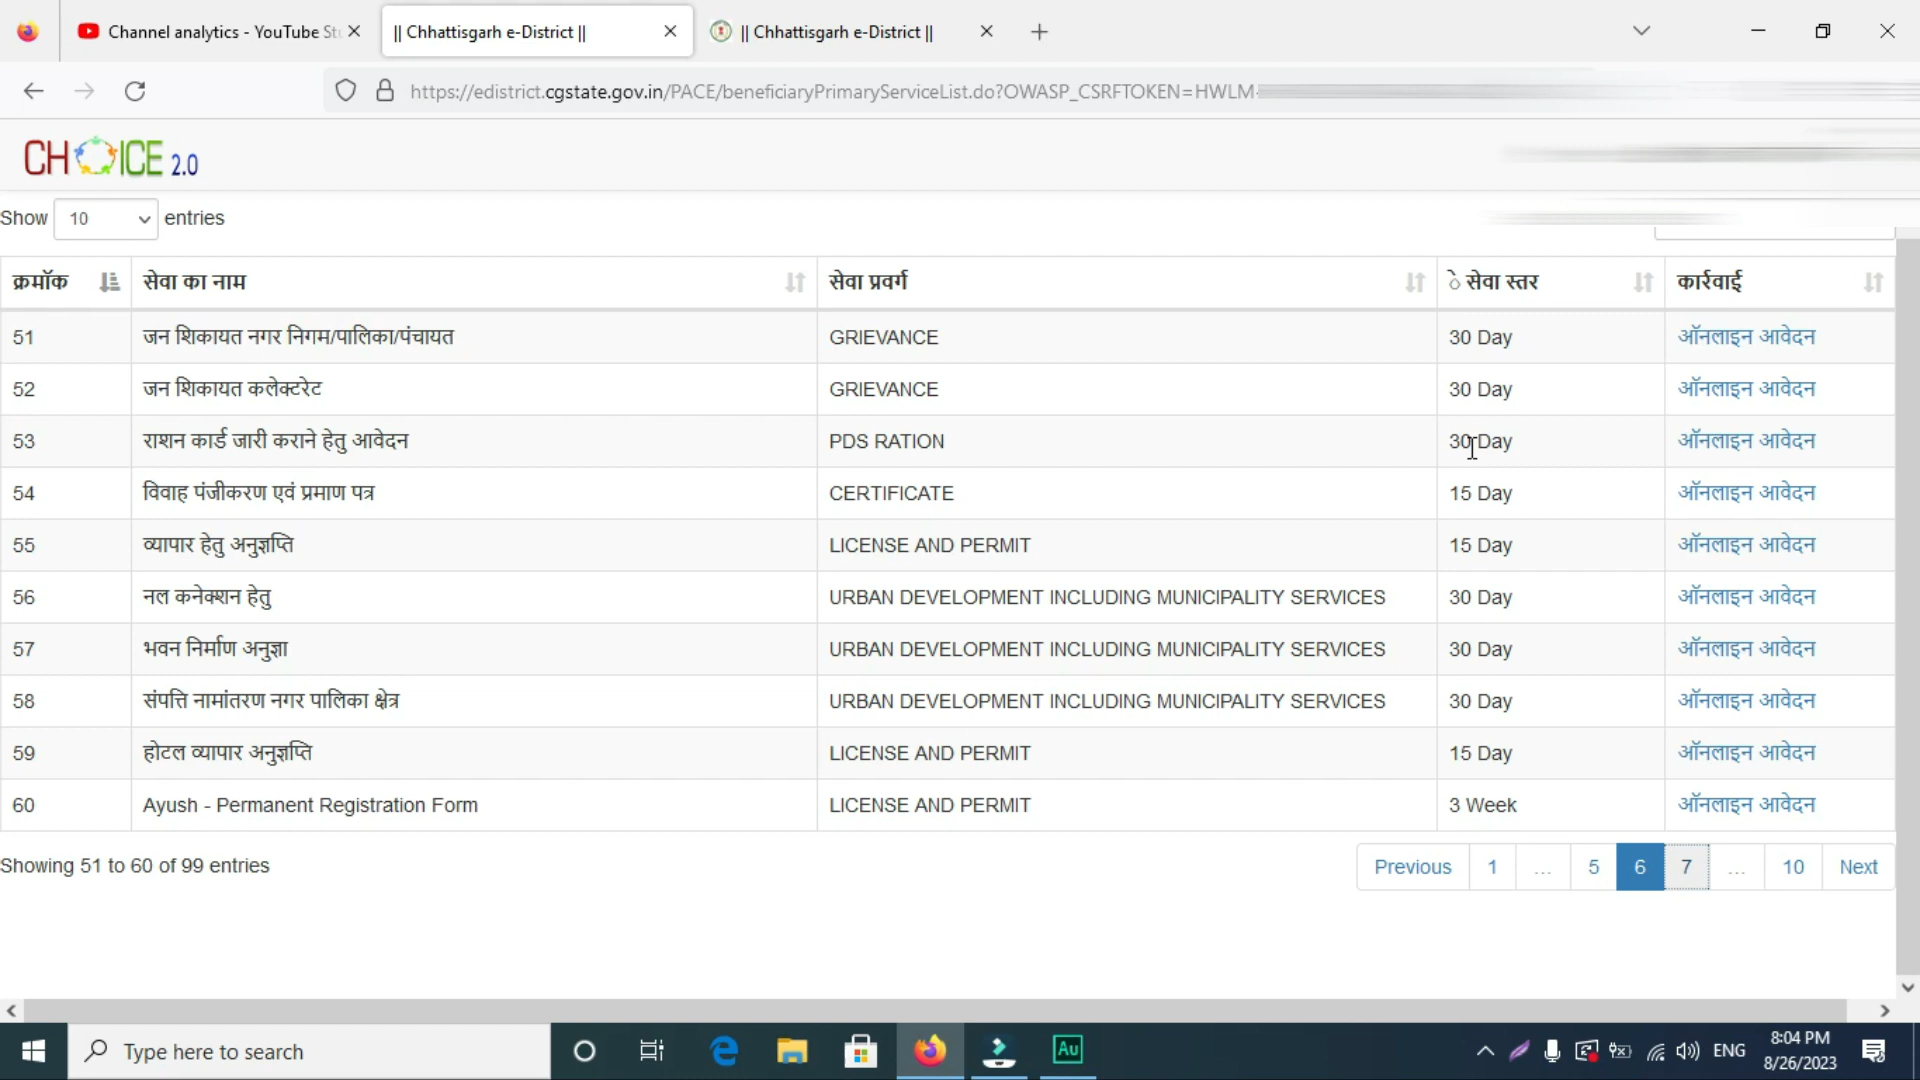 Channel analytics - YouTube Stu
|| Chhattisgarh e-District ||
|| Chhattisgarh e-District ||
https://edistrict.cgstate.gov.in/PACE/beneficiaryPrimaryServiceList.do?OWASP_CSRFTOKEN=HWLM-
CHOICE 2.0
Show 10 entries
क्रमॉक सेवा का नाम सेवा प्रवर्ग े सेवा स्तर कार्रवाई
51 जन शिकायत नगर निगम/पालिका/पंचायत GRIEVANCE 30 Day ऑनलाइन आवेदन
52 जन शिकायत कलेक्टरेट GRIEVANCE 30 Day ऑनलाइन आवेदन
53 राशन कार्ड जारी कराने हेतु आवेदन PDS RATION 30 Day ऑनलाइन आवेदन
54 विवाह पंजीकरण एवं प्रमाण पत्र CERTIFICATE 15 Day ऑनलाइन आवेदन
55 व्यापार हेतु अनुज्ञप्ति LICENSE AND PERMIT 15 Day ऑनलाइन आवेदन
56 नल कनेक्शन हेतु URBAN DEVELOPMENT INCLUDING MUNICIPALITY SERVICES 30 Day ऑनलाइन आवेदन
57 भवन निर्माण अनुज्ञा URBAN DEVELOPMENT INCLUDING MUNICIPALITY SERVICES 30 Day ऑनलाइन आवेदन
58 संपत्ति नामांतरण नगर पालिका क्षेत्र URBAN DEVELOPMENT INCLUDING MUNICIPALITY SERVICES 30 Day ऑनलाइन आवेदन
59 होटल व्यापार अनुज्ञप्ति LICENSE AND PERMIT 15 Day ऑनलाइन आवेदन
60 Ayush - Permanent Registration Form LICENSE AND PERMIT 3 Week ऑनलाइन आवेदन
Showing 51 to 60 of 99 entries
Previous 1 ... 5 6 7 ... 10 Next
Type here to search
Au
ENG
8:04 PM
8/26/2023